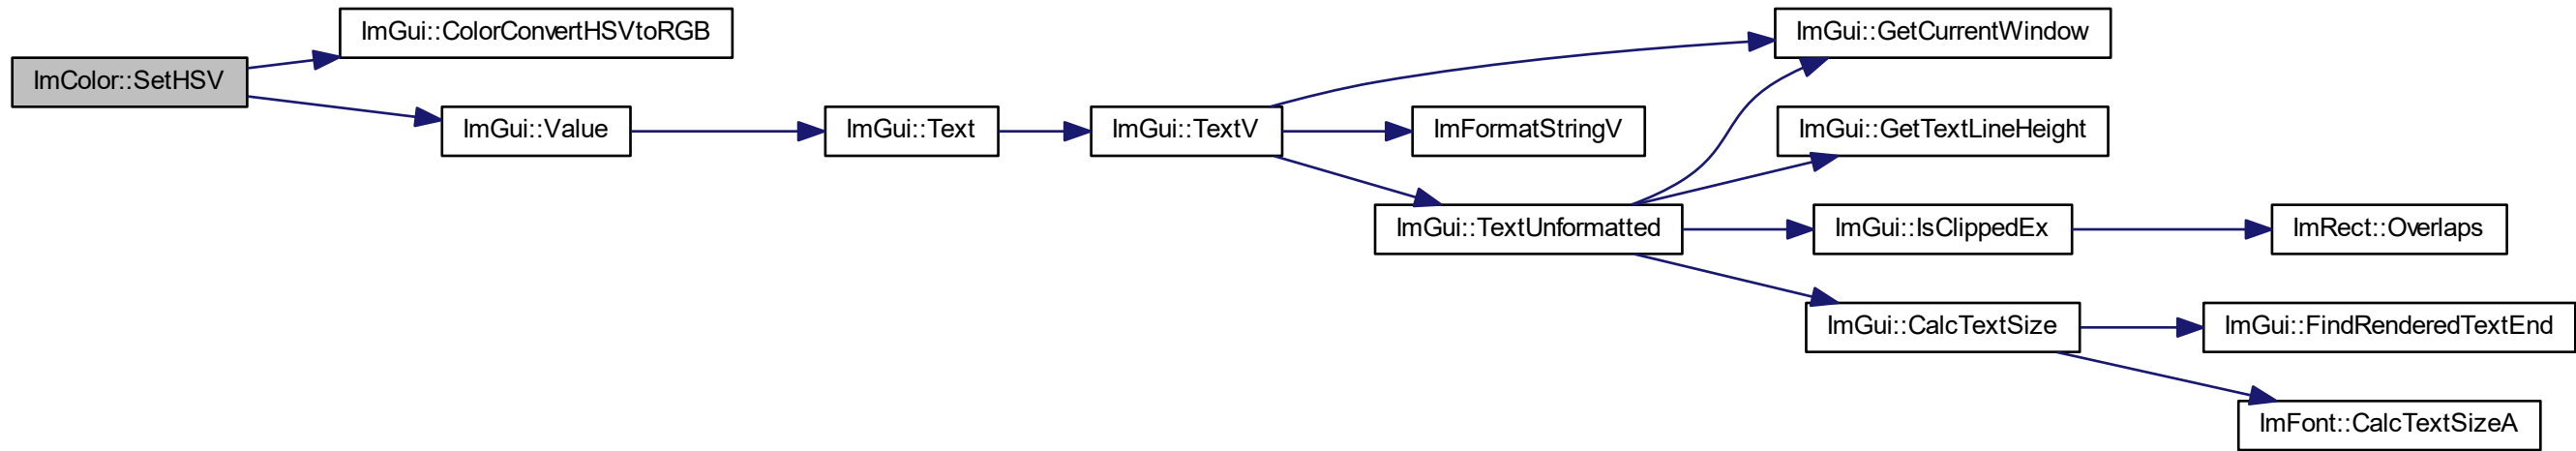 ImColor::SetHSV
ImGui::ColorConvertHSVtoRGB
ImGui::Value
ImGui::Text
ImGui::TextV
ImGui::GetCurrentWindow
ImFormatStringV
ImGui::TextUnformatted
ImGui::GetTextLineHeight
ImGui::IsClippedEx
ImRect::Overlaps
ImGui::CalcTextSize
ImGui::FindRenderedTextEnd
ImFont::CalcTextSizeA